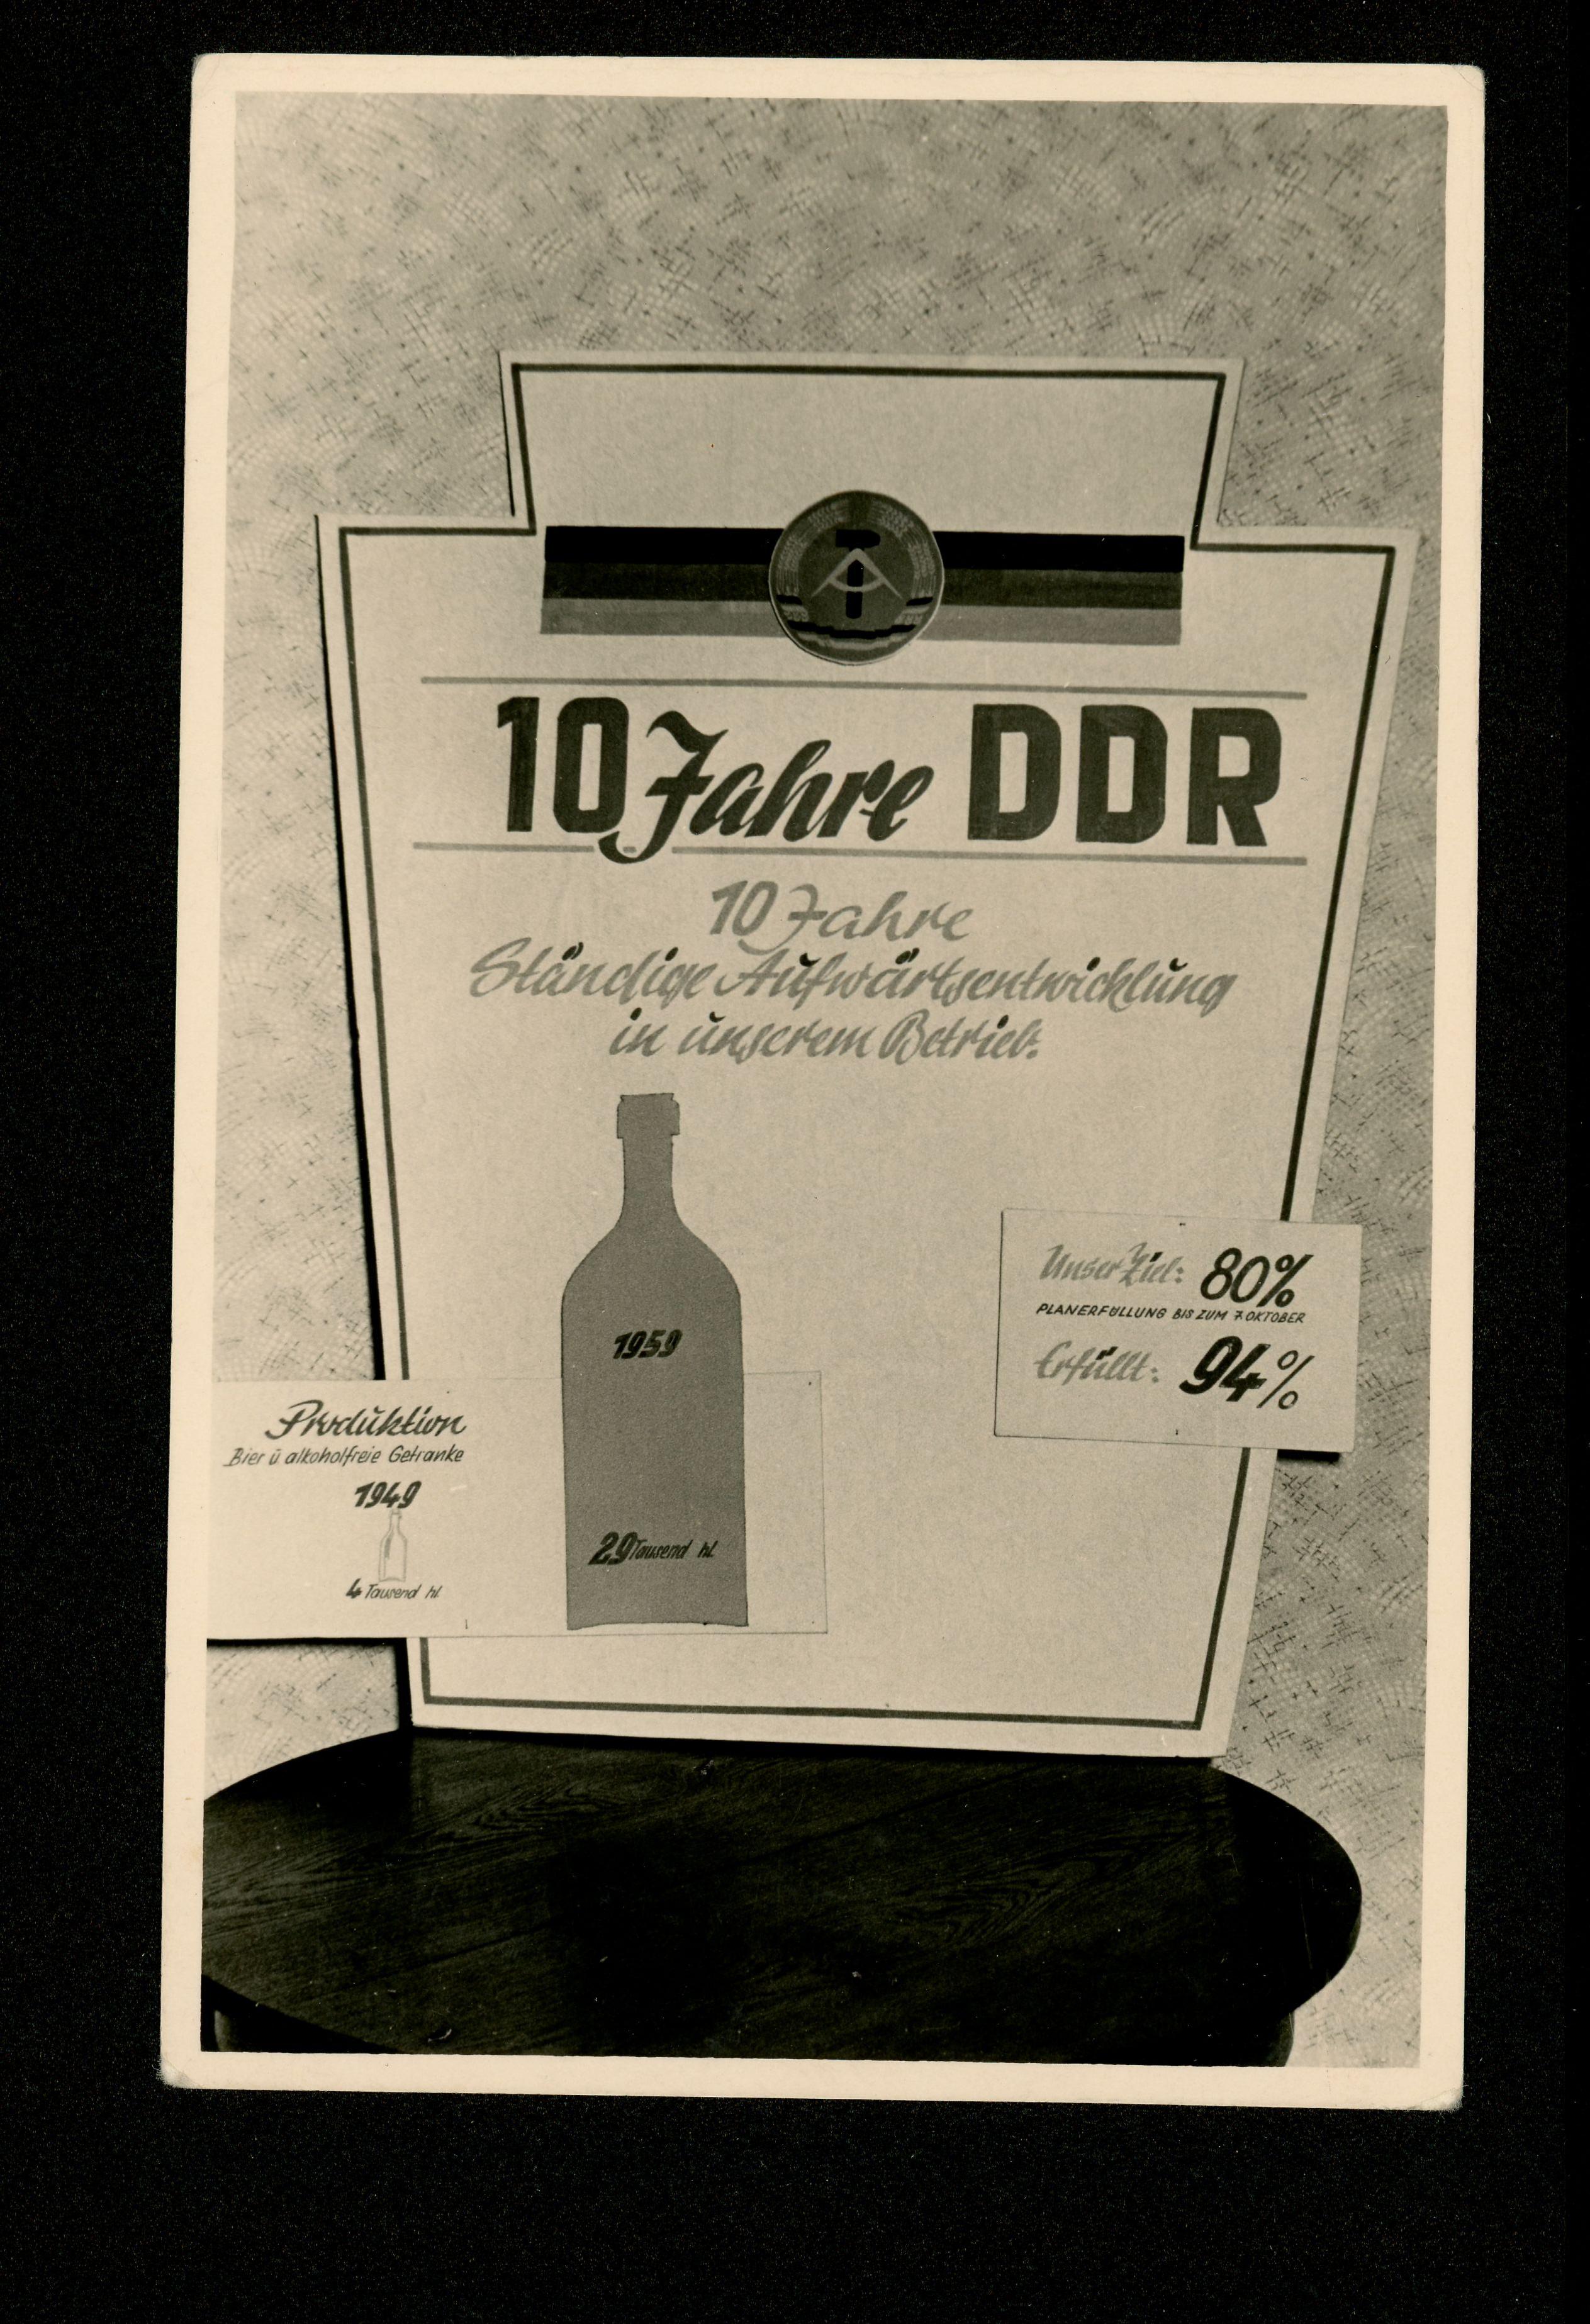 10 Jahre DDR
10 Jahre
Ständige Aufwärtsentwicklung
in unserem Betrieb:
1959
29 Tausend hl.
Produktion
Bier u alkoholfreie Getranke
1949
4 Tausend hl.
Unser Ziel: 80%
PLANERFÜLLUNG BIS ZUM 7. OKTOBER
Erfüllt: 94%